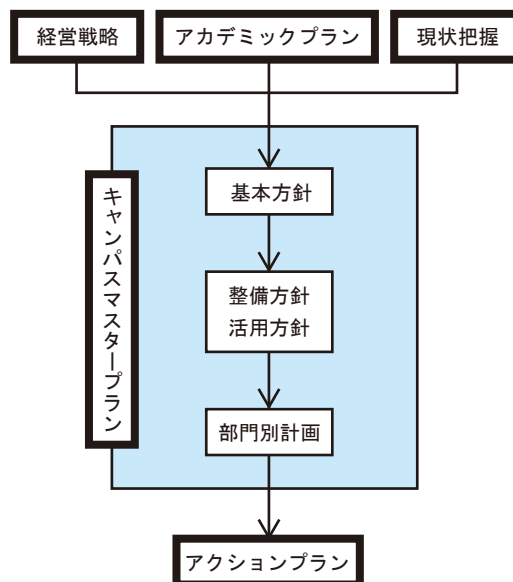 経営戦略
アカデミックプラン
現状把握
キャンパスマスタープラン
基本方針
整備方針
活用方針
部門別計画
アクションプラン